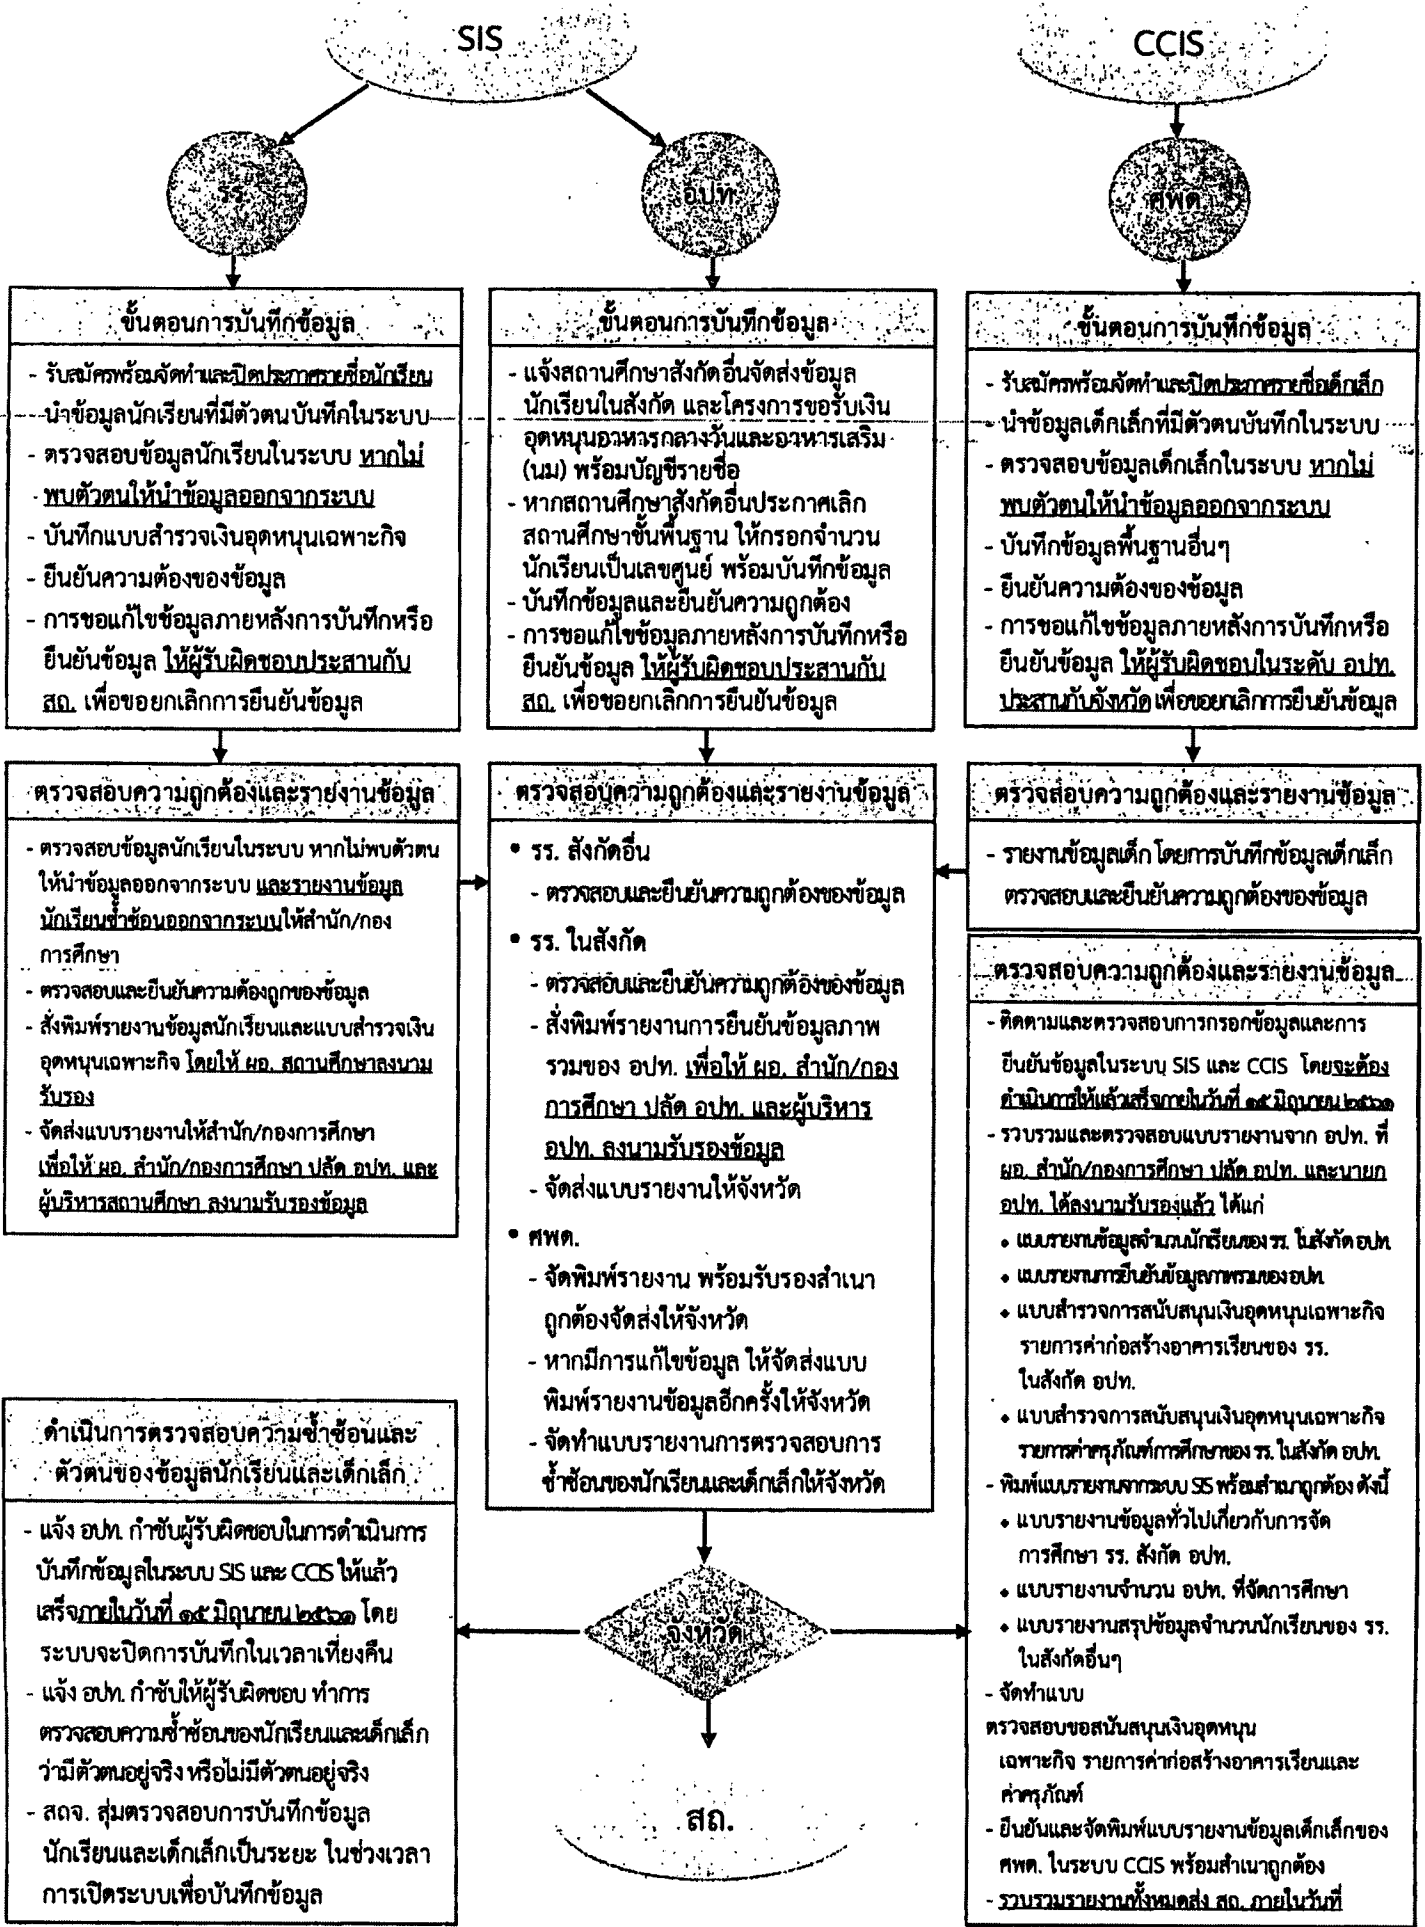 SIS
CCIS
รร.
อปท.
ศพด.
ขั้นตอนการบันทึกข้อมูล
- รับสมัครพร้อมจัดทำและปิดประกาศรายชื่อนักเรียน
นำข้อมูลนักเรียนที่มีตัวตนบันทึกในระบบ
- ตรวจสอบข้อมูลนักเรียนในระบบ หากไม่
- พบตัวตนให้นำข้อมูลออกจากระบบ
- บันทึกแบบสำรวจเงินอุดหนุนเฉพาะกิจ
- ยืนยันความต้องของข้อมูล
- การขอแก้ไขข้อมูลภายหลังการบันทึกหรือ
ยืนยันข้อมูล ให้ผู้รับผิดชอบประสานกับ
สถ. เพื่อขอยกเลิกการยืนยันข้อมูล
ขั้นตอนการบันทึกข้อมูล
- แจ้งสถานศึกษาสังกัดอื่นจัดส่งข้อมูล
นักเรียนในสังกัด และโครงการขอรับเงิน
อุดหนุนอาหารกลางวันและอาหารเสริม
(นม) พร้อมบัญชีรายชื่อ
- หากสถานศึกษาสังกัดอื่นประกาศเลิก
สถานศึกษาขั้นพื้นฐาน ให้กรอกจำนวน
นักเรียนเป็นเลขศูนย์ พร้อมบันทึกข้อมูล
- บันทึกข้อมูลและยืนยันความถูกต้อง
- การขอแก้ไขข้อมูลภายหลังการบันทึกหรือ
ยืนยันข้อมูล ให้ผู้รับผิดชอบประสานกับ
สถ. เพื่อขอยกเลิกการยืนยันข้อมูล
ขั้นตอนการบันทึกข้อมูล
- รับสมัครพร้อมจัดทำและปิดประกาศรายชื่อเด็กเล็ก
- นำข้อมูลเด็กเล็กที่มีตัวตนบันทึกในระบบ
- ตรวจสอบข้อมูลเด็กเล็กในระบบ หากไม่
พบตัวตนให้นำข้อมูลออกจากระบบ
- บันทึกข้อมูลพื้นฐานอื่นๆ
- ยืนยันความต้องของข้อมูล
- การขอแก้ไขข้อมูลภายหลังการบันทึกหรือ
ยืนยันข้อมูล ให้ผู้รับผิดชอบในระดับ อปท.
ประสานกับจังหวัดเพื่อขอยกเลิกการยืนยันข้อมูล
ตรวจสอบความถูกต้องและรายงานข้อมูล
- ตรวจสอบข้อมูลนักเรียนในระบบ หากไม่พบตัวตน
ให้นำข้อมูลออกจากระบบ และรายงานข้อมูล
นักเรียนซ้ำซ้อนออกจากระบบให้สำนัก/กอง
การศึกษา
- ตรวจสอบและยืนยันความต้องถูกของข้อมูล
- สั่งพิมพ์รายงานข้อมูลนักเรียนและแบบสำรวจเงิน
อุดหนุนเฉพาะกิจ โดยให้ ผอ. สถานศึกษาลงนาม
รับรอง
- จัดส่งแบบรายงานให้สำนัก/กองการศึกษา
เพื่อให้ ผอ. สำนัก/กองการศึกษา ปลัด อปท. และ
ผู้บริหารสถานศึกษา ลงนามรับรองข้อมูล
ตรวจสอบความถูกต้องและรายงานข้อมูล
• รร. สังกัดอื่น
- ตรวจสอบและยืนยันความถูกต้องของข้อมูล
• รร. ในสังกัด
- ตรวจสอบและยืนยันความถูกต้องของข้อมูล
- สั่งพิมพ์รายงานการยืนยันข้อมูลภาพ
รวมของ อปท. เพื่อให้ ผอ. สำนัก/กอง
การศึกษา ปลัด อปท. และผู้บริหาร
อปท. ลงนามรับรองข้อมูล
- จัดส่งแบบรายงานให้จังหวัด
• ศพด.
- จัดพิมพ์รายงาน พร้อมรับรองสำเนา
ถูกต้องจัดส่งให้จังหวัด
- หากมีการแก้ไขข้อมูล ให้จัดส่งแบบ
พิมพ์รายงานข้อมูลอีกครั้งให้จังหวัด
- จัดทำแบบรายงานการตรวจสอบการ
ซ้ำซ้อนของนักเรียนและเด็กเล็กให้จังหวัด
ตรวจสอบความถูกต้องและรายงานข้อมูล
- รายงานข้อมูลเด็ก โดยการบันทึกข้อมูลเด็กเล็ก
ตรวจสอบและยืนยันความถูกต้องของข้อมูล
ตรวจสอบความถูกต้องและรายงานข้อมูล
- ติดตามและตรวจสอบการกรอกข้อมูลและการ
ยืนยันข้อมูลในระบบ SIS และ CCIS โดยจะต้อง
ดำเนินการให้แล้วเสร็จภายในวันที่ ๑๕ มิถุนายน ๒๕๖๑
- รวบรวมและตรวจสอบแบบรายงานจาก อปท. ที่
ผอ. สำนัก/กองการศึกษา ปลัด อปท. และนายก
อปท. ได้ลงนามรับรองแล้ว ได้แก่
• แบบรายงานข้อมูลจำนวนนักเรียนของ รร. ในสังกัด อปท.
• แบบรายงานการยืนยันข้อมูลภาพรวมของ อปท.
• แบบสำรวจการสนับสนุนเงินอุดหนุนเฉพาะกิจ
รายการค่าก่อสร้างอาคารเรียนของ รร.
ในสังกัด อปท.
• แบบสำรวจการสนับสนุนเงินอุดหนุนเฉพาะกิจ
รายการค่าครุภัณฑ์การศึกษาของ รร. ในสังกัด อปท.
- พิมพ์แบบรายงานจากระบบ SIS พร้อมสำเนาถูกต้อง ดังนี้
• แบบรายงานข้อมูลทั่วไปเกี่ยวกับการจัด
การศึกษา รร. สังกัด อปท.
• แบบรายงานจำนวน อปท. ที่จัดการศึกษา
• แบบรายงานสรุปข้อมูลจำนวนนักเรียนของ รร.
ในสังกัดอื่นๆ
- จัดทำแบบ
ตรวจสอบขอสนันสนุนเงินอุดหนุน
เฉพาะกิจ รายการค่าก่อสร้างอาคารเรียนและ
ค่าครุภัณฑ์
- ยืนยันและจัดพิมพ์แบบรายงานข้อมูลเด็กเล็กของ
ศพด. ในระบบ CCIS พร้อมสำเนาถูกต้อง
- รวบรวมรายงานทั้งหมดส่ง สถ. ภายในวันที่
ดำเนินการตรวจสอบความซ้ำซ้อนและ
ตัวตนของข้อมูลนักเรียนและเด็กเล็ก
- แจ้ง อปท. กำชับผู้รับผิดชอบในการดำเนินการ
บันทึกข้อมูลในระบบ SIS และ CCIS ให้แล้ว
เสร็จภายในวันที่ ๑๕ มิถุนายน ๒๕๖๑ โดย
ระบบจะปิดการบันทึกในเวลาเที่ยงคืน
- แจ้ง อปท. กำชับให้ผู้รับผิดชอบ ทำการ
ตรวจสอบความซ้ำซ้อนของนักเรียนและเด็กเล็ก
ว่ามีตัวตนอยู่จริง หรือไม่มีตัวตนอยู่จริง
- สถจ. สุ่มตรวจสอบการบันทึกข้อมูล
นักเรียนและเด็กเล็กเป็นระยะ ในช่วงเวลา
การเปิดระบบเพื่อบันทึกข้อมูล
จังหวัด
สถ.